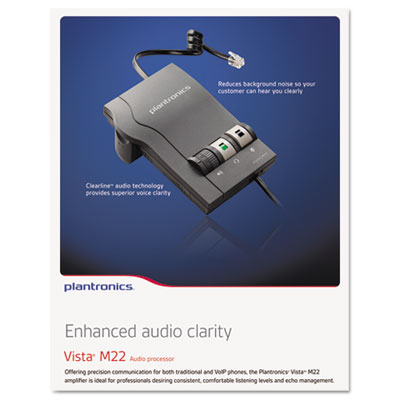 Reduces background noise so your
customer can hear you clearly
plantronics
Clearline™ audio technology
provides superior voice clarity
plantronics.
Enhanced audio clarity
Vista® M22 Audio processor
Offering precision communication for both traditional and VoIP phones, the Plantronics® Vista™ M22
amplifier is ideal for professionals desiring consistent, comfortable listening levels and echo management.